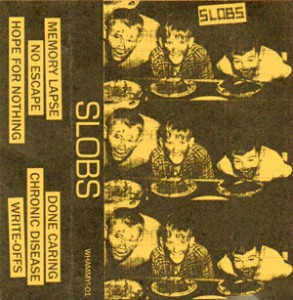 MEMORY LAPSE
NO ESCAPE
HOPE FOR NOTHING
DONE CARING
CHRONIC DISEASE
WRITE-OFFS
SLOBS
WHAMMY!-01
SLOBS